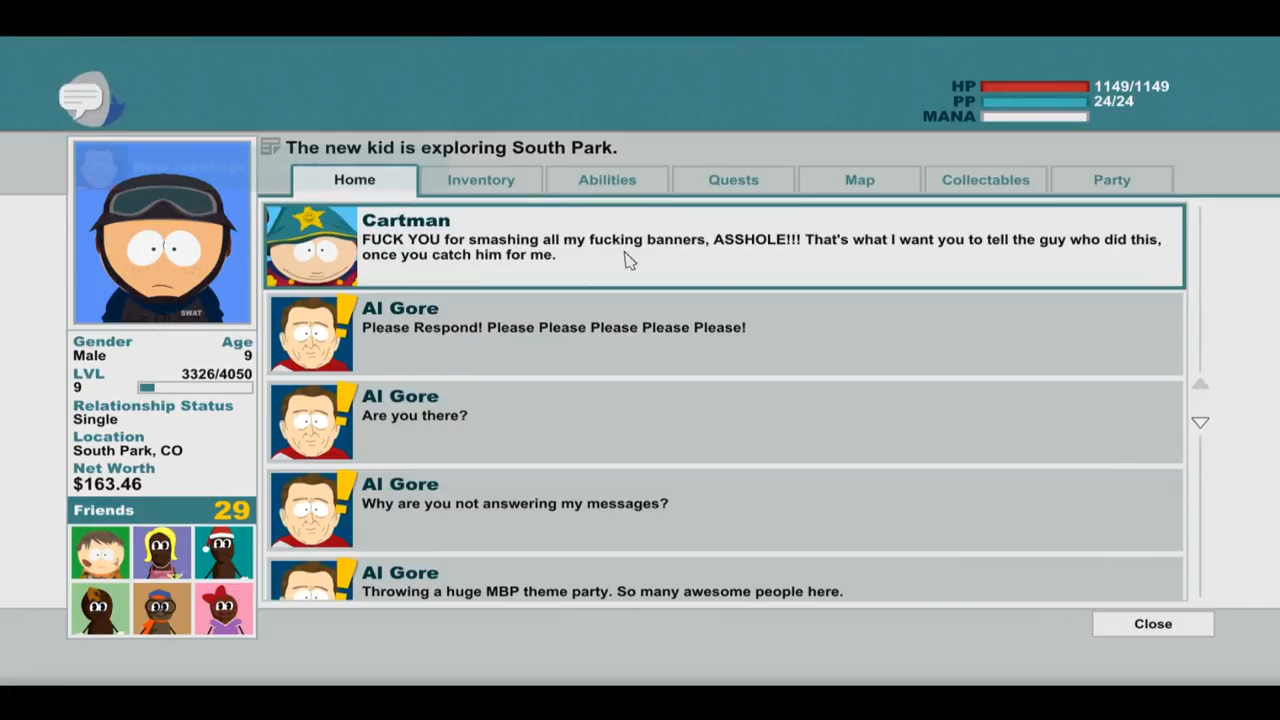 HP 1149/1149
PP 24/24
MANA
The new kid is exploring South Park.
Home Inventory Abilities Quests Map Collectables Party
SWAT
Gender Age
Male 9
LVL 3326/4050
9
Relationship Status
Single
Location
South Park, CO
Net Worth
$163.46
Friends 29
Cartman
FUCK YOU for smashing all my fucking banners, ASSHOLE!!! That's what I want you to tell the guy who did this,
once you catch him for me.
Al Gore
Please Respond! Please Please Please Please Please!
Al Gore
Are you there?
Al Gore
Why are you not answering my messages?
Al Gore
Throwing a huge MBP theme party. So many awesome people here.
Close